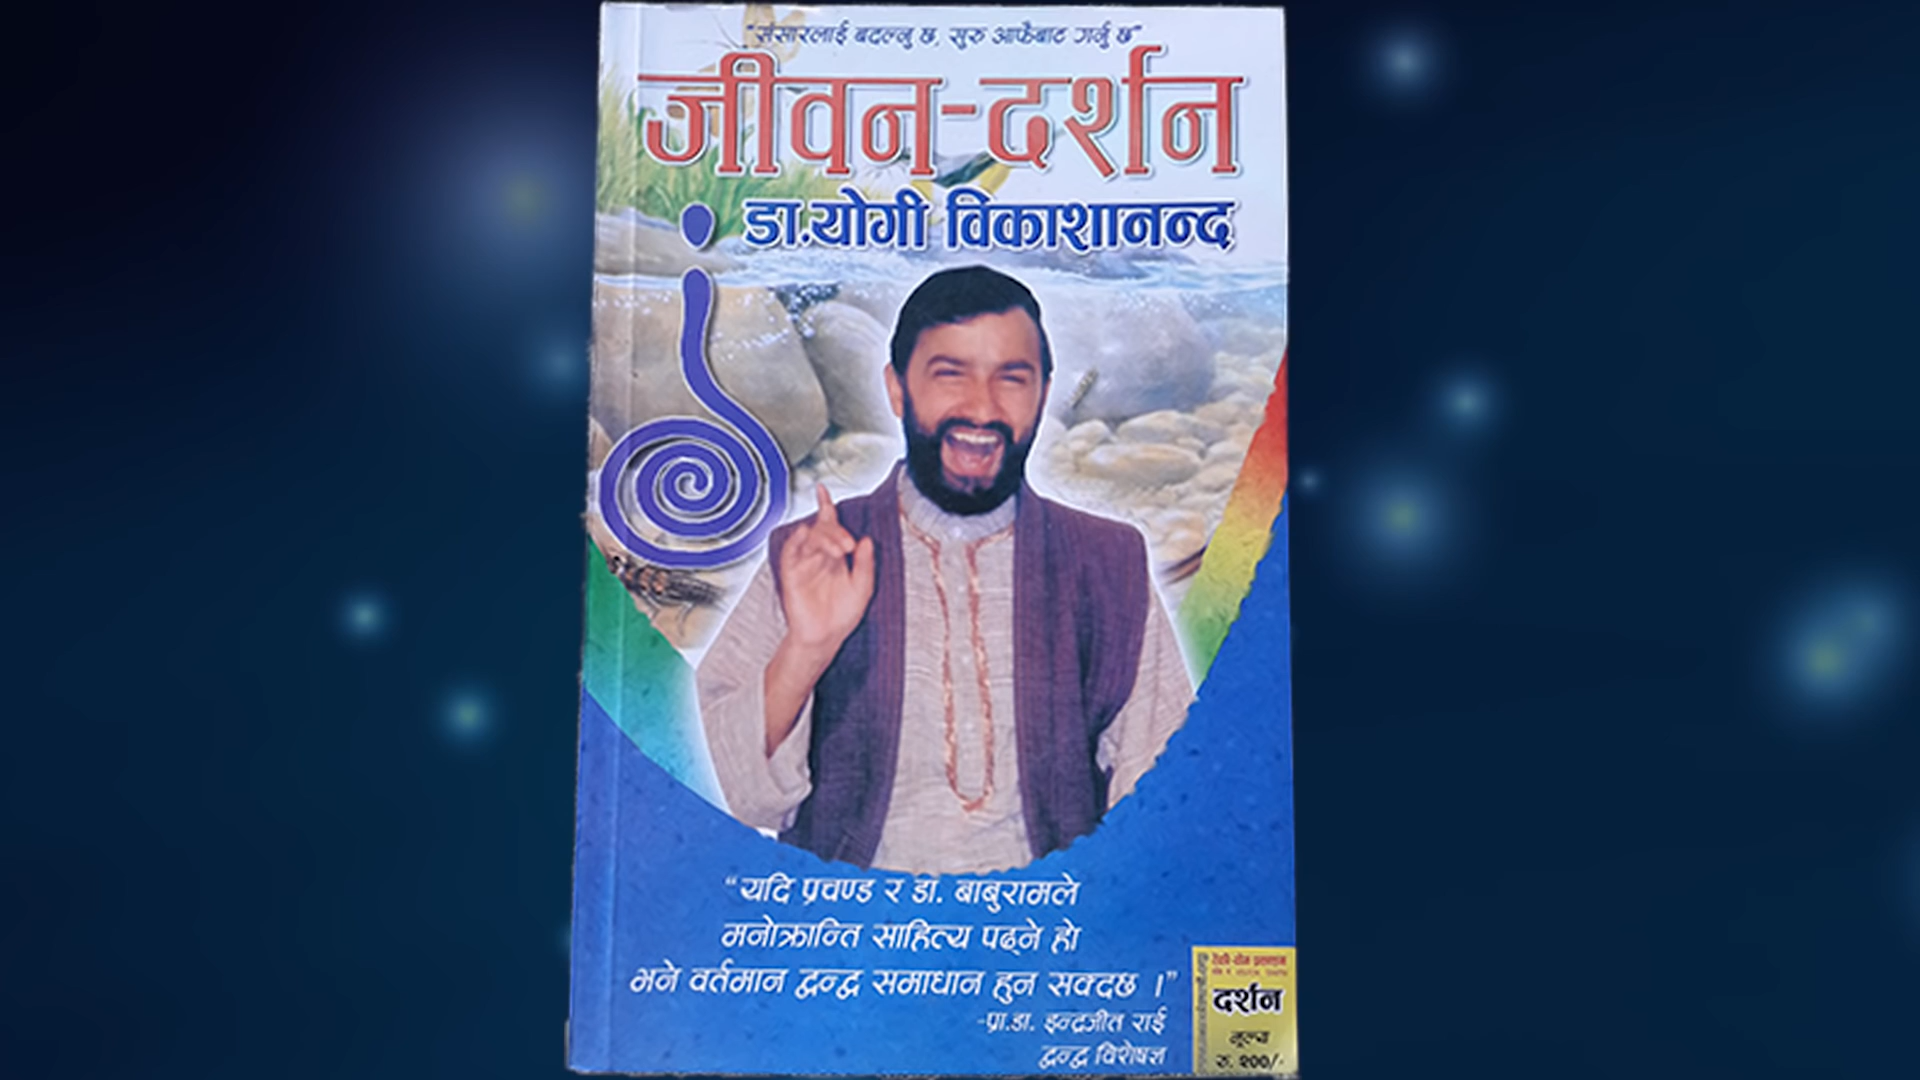 "संसारलाई बदल्नु छ, सुरु आफैबाट गर्नु छ"
जीवन-दर्शन
डा.योगी विकाशानन्द
"यदि प्रचण्ड र डा. बाबुरामले
मनोक्रान्ति साहित्य पढ्ने हो
भने वर्तमान द्वन्द्व समाधान हुन सक्दछ ।"
-प्रा.डा. इन्द्रजीत राई
द्वन्द्व विशेषज्ञ
दर्शन
मूल्य
रु. २००/-